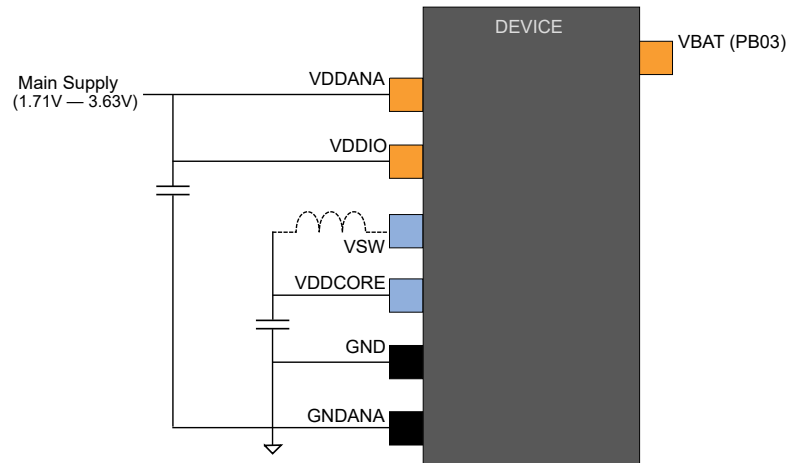 DEVICE
VBAT (PB03)
Main Supply
(1.71V — 3.63V)
VDDANA
VDDIO
VSW
VDDCORE
GND
GNDANA